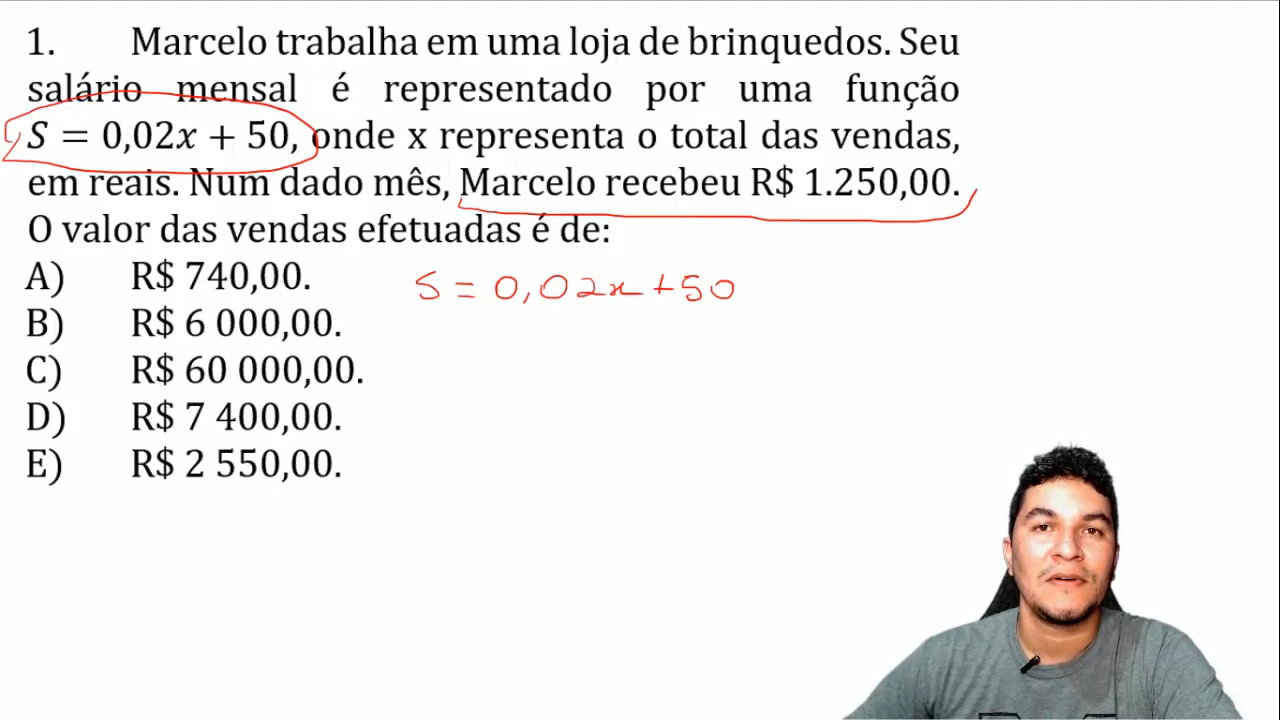 1. Marcelo trabalha em uma loja de brinquedos. Seu
salário mensal é representado por uma função
S = 0,02x + 50, onde x representa o total das vendas,
em reais. Num dado mês, Marcelo recebeu R$ 1.250,00.
O valor das vendas efetuadas é de:
A) R$ 740,00.
S = 0,02x + 50
B) R$ 6 000,00.
C) R$ 60 000,00.
D) R$ 7 400,00.
E) R$ 2 550,00.